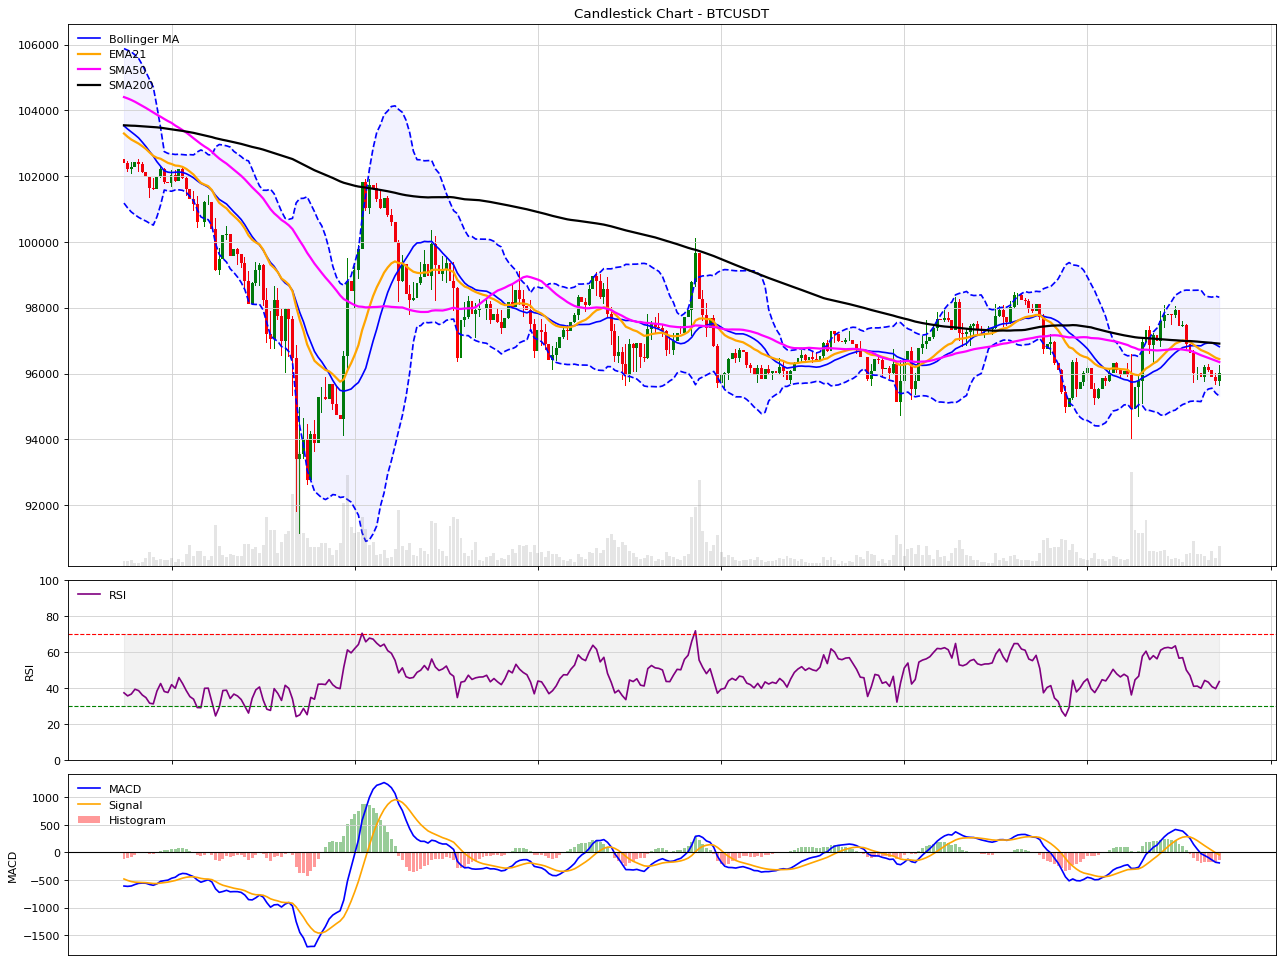 Candlestick Chart - BTCUSDT
Bollinger MA
EMA21
SMA50
SMA200
106000
104000
102000
100000
98000
96000
94000
92000
RSI
RSI
100
80
60
40
20
0
MACD
Signal
Histogram
MACD
1000
500
0
−500
−1000
−1500